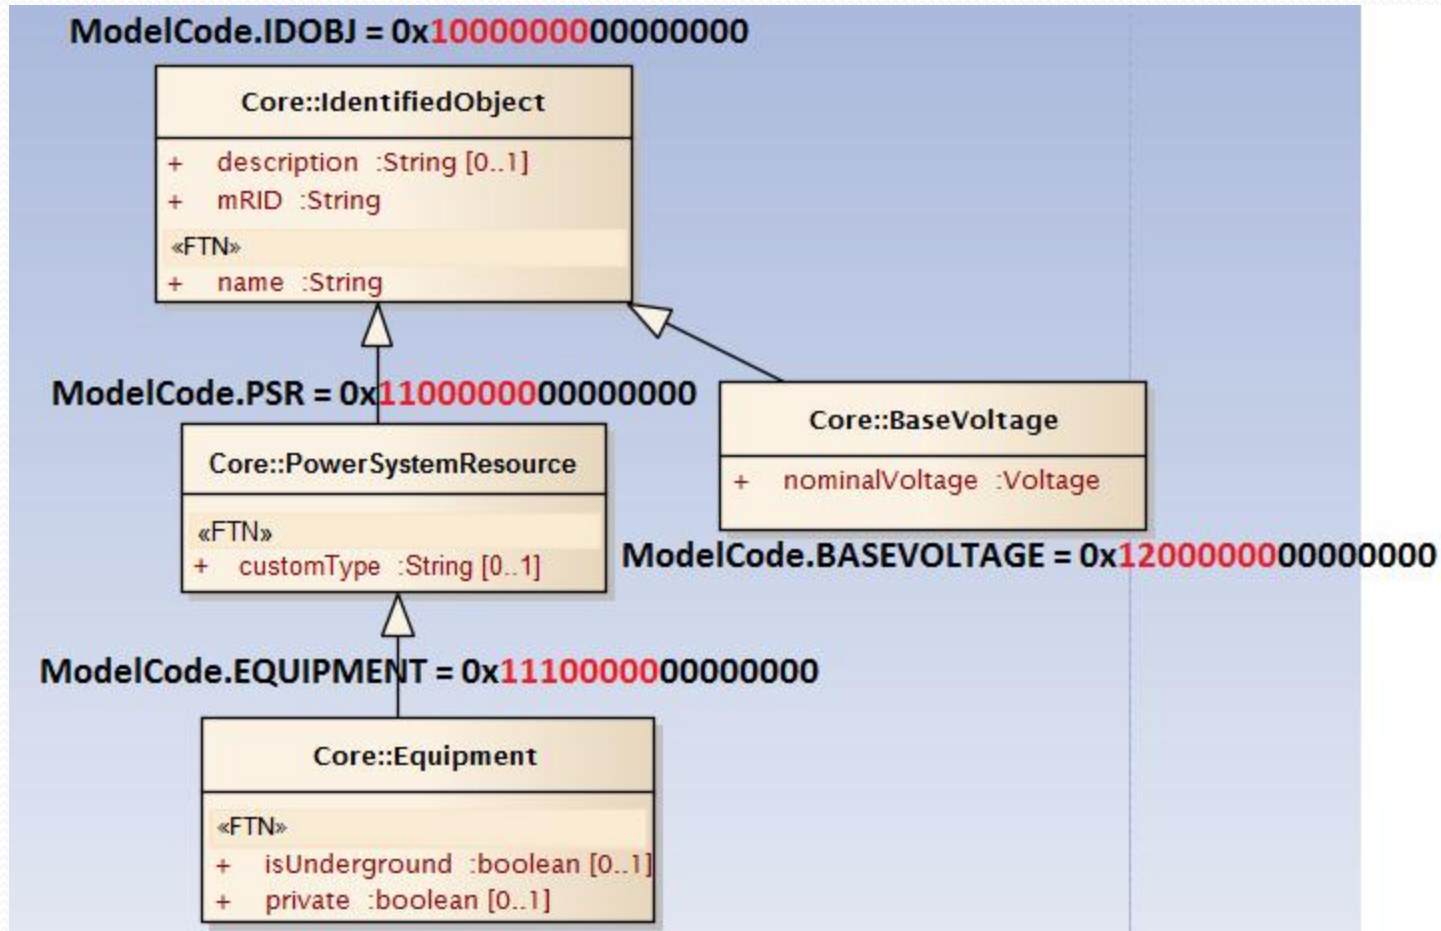 ModelCode.IDOBJ = 0x1000000000000000
Core::IdentifiedObject
+ description :String [0..1]
+ mRID :String
«FTN»
+ name :String
ModelCode.PSR = 0x1100000000000000
Core::PowerSystemResource
«FTN»
+ customType :String [0..1]
Core::BaseVoltage
+ nominalVoltage :Voltage
ModelCode.BASEVOLTAGE = 0x1200000000000000
ModelCode.EQUIPMENT = 0x1110000000000000
Core::Equipment
«FTN»
+ isUnderground :boolean [0..1]
+ private :boolean [0..1]